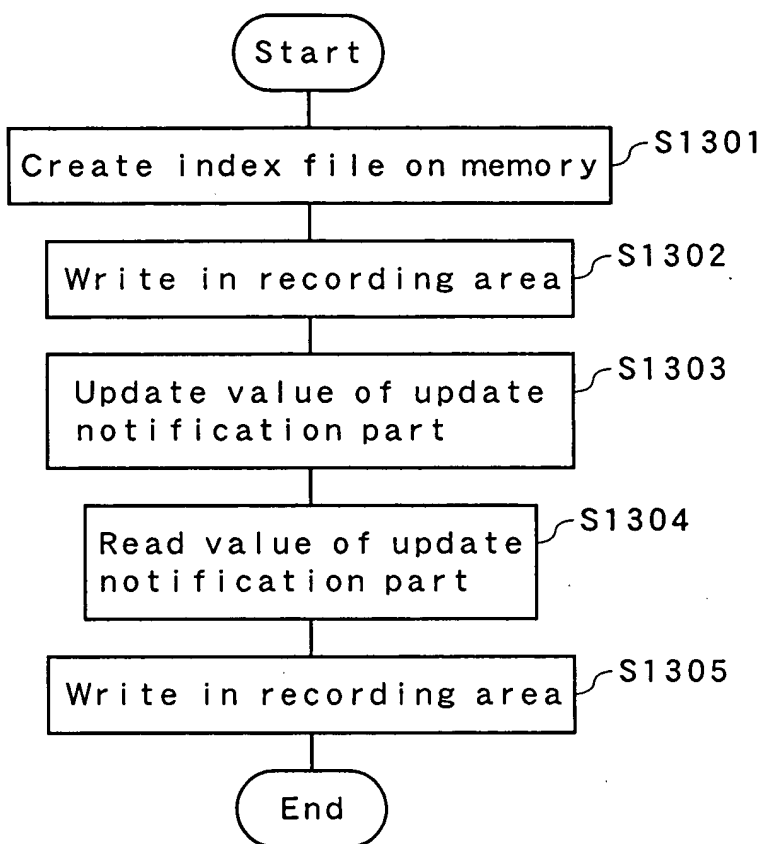 Start
Create index file on memory
S1301
Write in recording area
S1302
Update value of update
notification part
S1303
Read value of update
notification part
S1304
Write in recording area
S1305
End